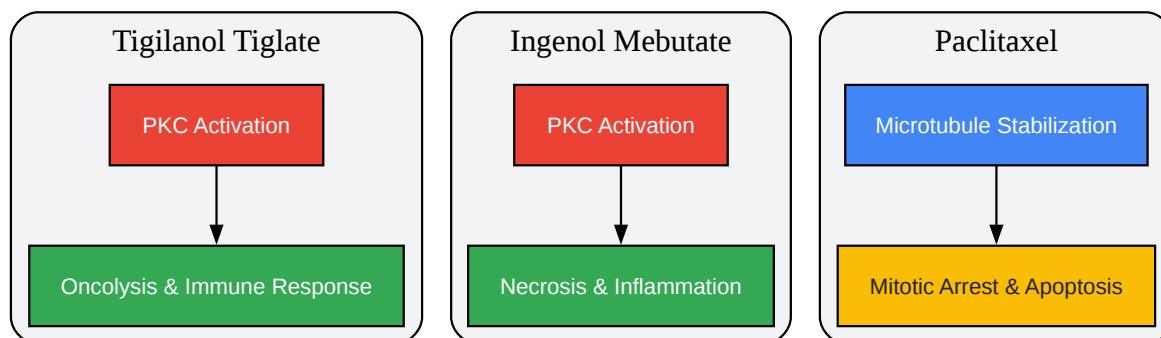 Tigilanol Tiglate
PKC Activation
Oncolysis & Immune Response
Ingenol Mebutate
PKC Activation
Necrosis & Inflammation
Paclitaxel
Microtubule Stabilization
Mitotic Arrest & Apoptosis